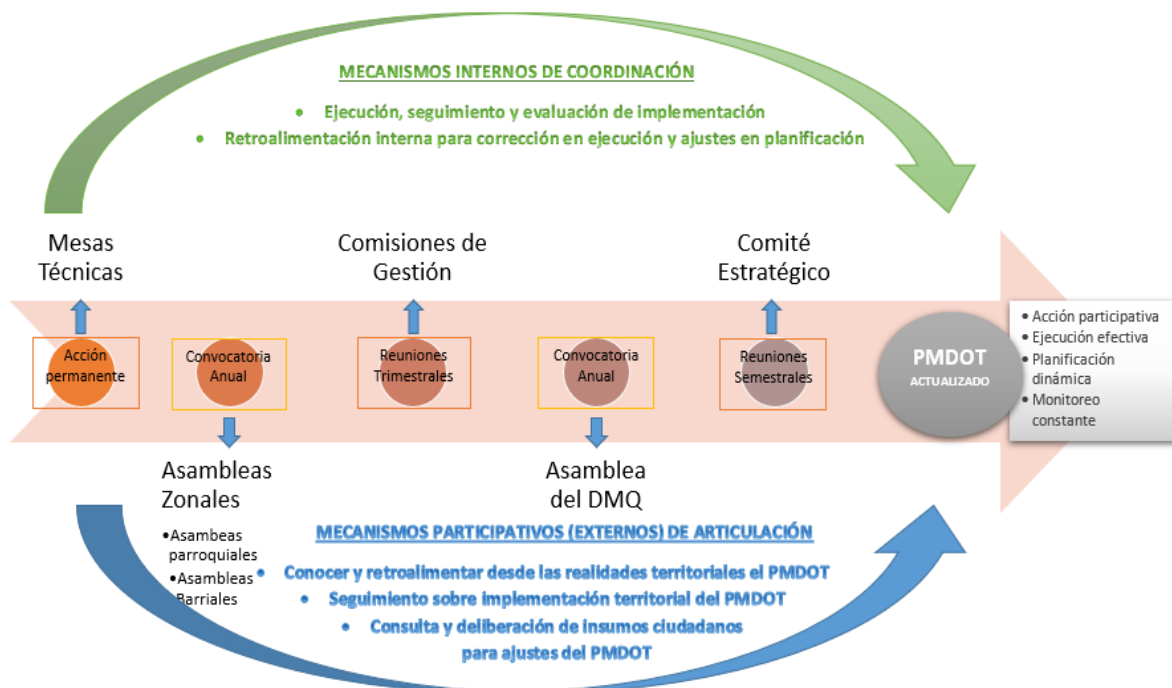 MECANISMOS INTERNOS DE COORDINACIÓN
• Ejecución, seguimiento y evaluación de implementación
• Retroalimentación interna para corrección en ejecución y ajustes en planificación
Mesas
Técnicas
Comisiones de
Gestión
Comité
Estratégico
Acción
permanente
Convocatoria
Anual
Reuniones
Trimestrales
Convocatoria
Anual
Reuniones
Semestrales
PMDOT
ACTUALIZADO
• Acción participativa
• Ejecución efectiva
• Planificación
dinámica
• Monitoreo
constante
Asambleas
Zonales
•Asambeas
parroquiales
•Asambleas
Barriales
Asamblea
del DMQ
MECANISMOS PARTICIPATIVOS (EXTERNOS) DE ARTICULACIÓN
• Conocer y retroalimentar desde las realidades territoriales el PMDOT
• Seguimiento sobre implementación territorial del PMDOT
• Consulta y deliberación de insumos ciudadanos
para ajustes del PMDOT